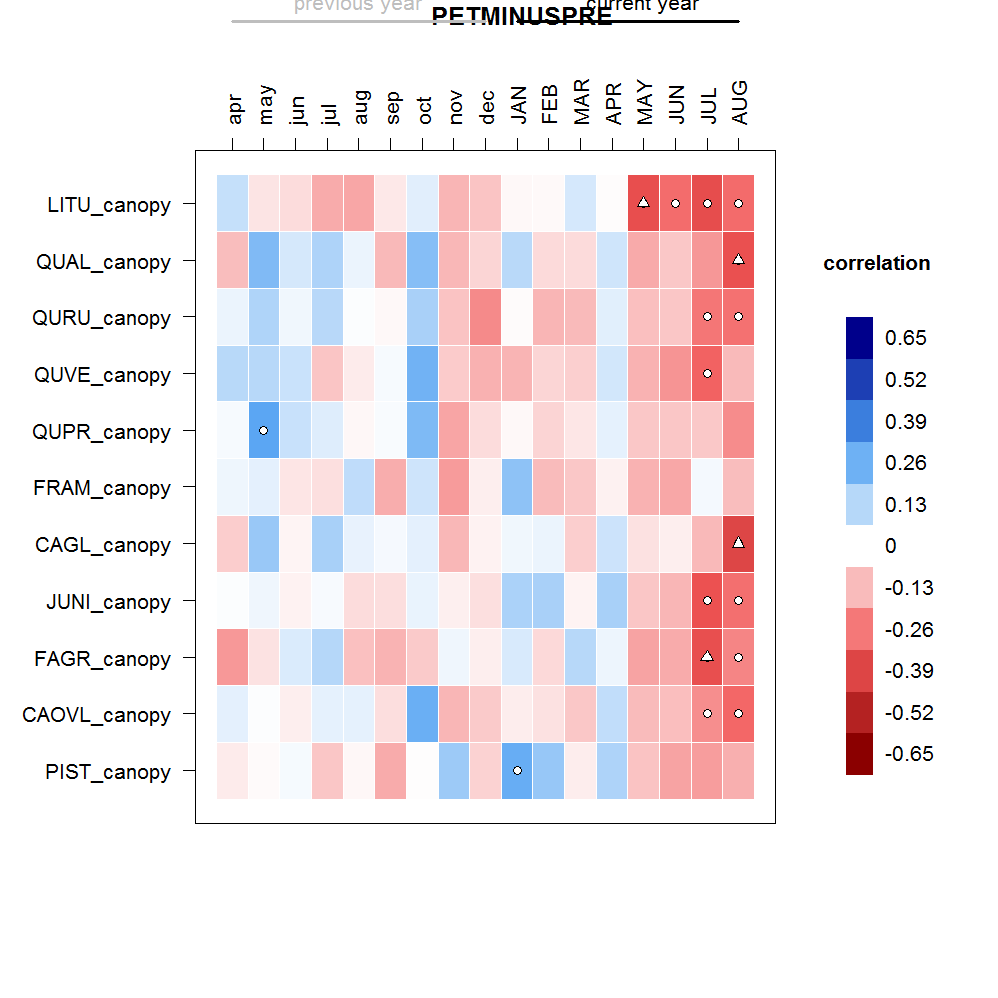 previous year
current year
PETMINUSPRE
apr may jun jul aug sep oct nov dec JAN FEB MAR APR MAY JUN JUL AUG
LITU_canopy
QUAL_canopy
QURU_canopy
QUVE_canopy
QUPR_canopy
FRAM_canopy
CAGL_canopy
JUNI_canopy
FAGR_canopy
CAOVL_canopy
PIST_canopy
correlation
0.65
0.52
0.39
0.26
0.13
0
-0.13
-0.26
-0.39
-0.52
-0.65